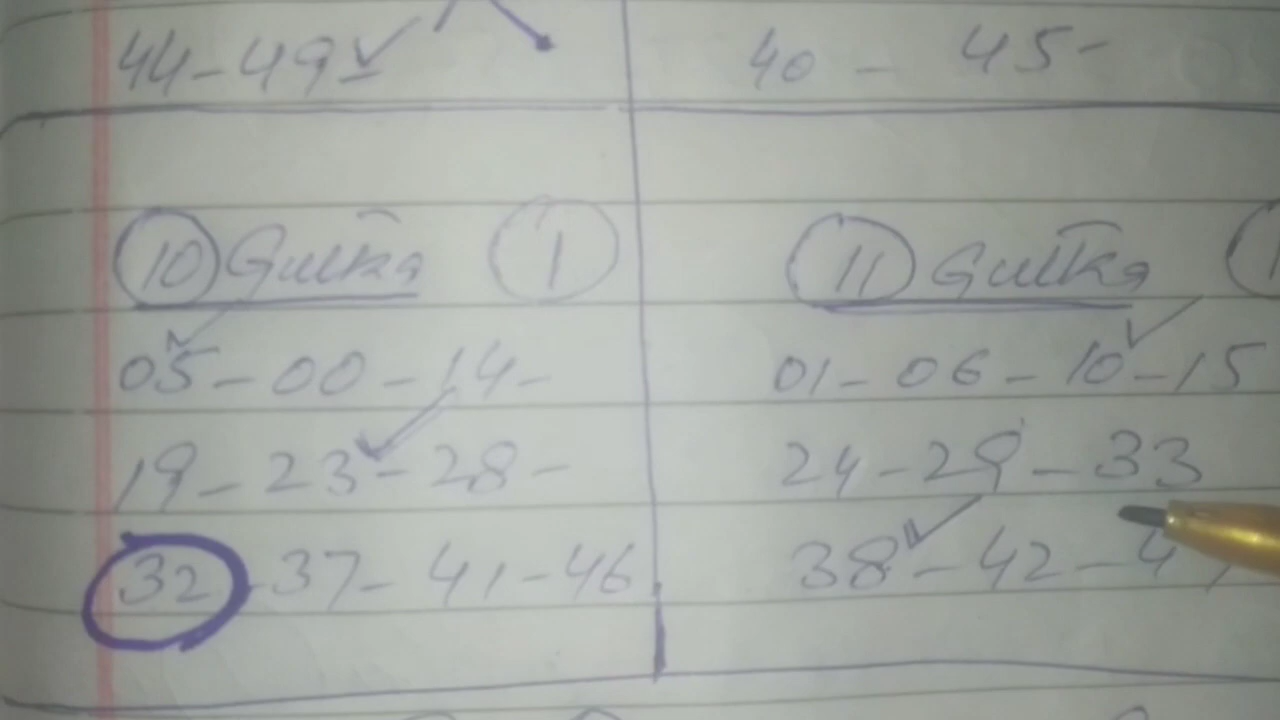 44-49 ✓
40 - 45-
10 Gutka 1
05 ✓ - 00 - 14 -
19 - 23 ✓ - 28 -
32 - 37 - 41 - 46
11 Gutka
01 - 06 - 10 ✓ - 15
24 - 29 - 33
38 ✓ - 42 -